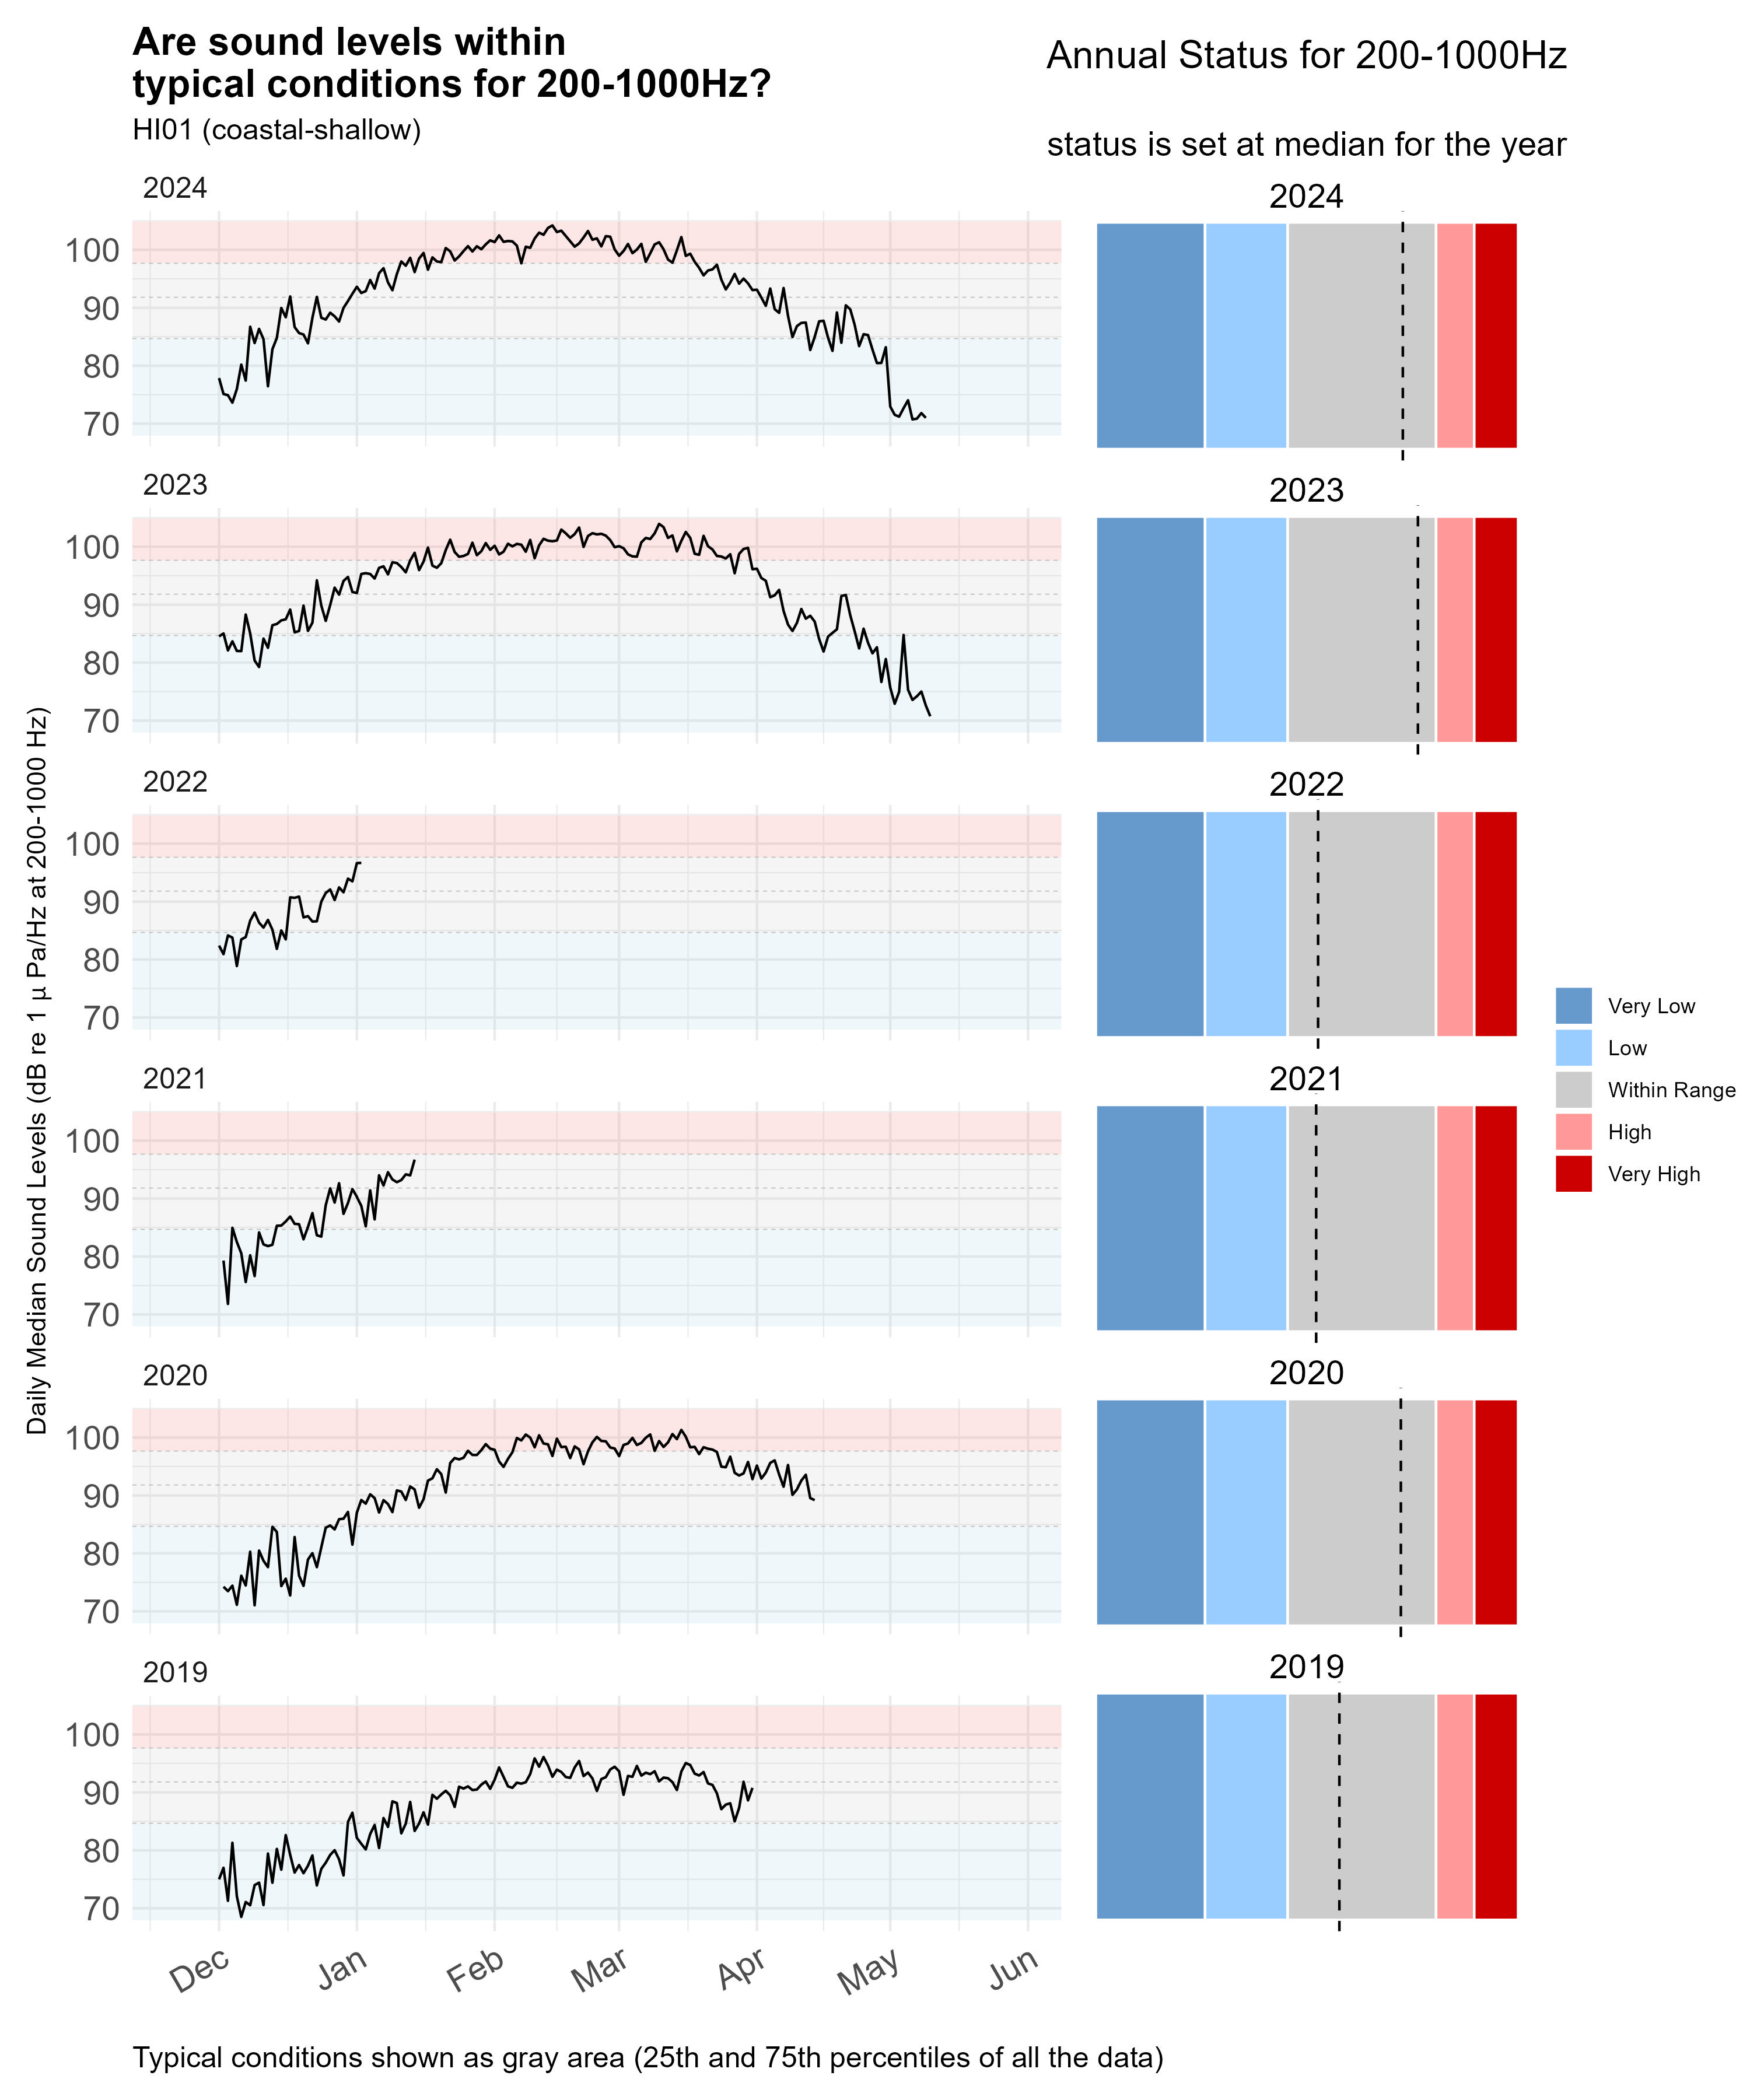 Are sound levels within
typical conditions for 200-1000Hz?
HI01 (coastal-shallow)
Annual Status for 200-1000Hz
status is set at median for the year
Daily Median Sound Levels (dB re 1 µ Pa/Hz at 200-1000 Hz)
2024
100
90
80
70
2024
2023
100
90
80
70
2023
2022
100
90
80
70
2022
2021
100
90
80
70
2021
2020
100
90
80
70
2020
2019
100
90
80
70
2019
Dec Jan Feb Mar Apr May Jun
Very Low
Low
Within Range
High
Very High
Typical conditions shown as gray area (25th and 75th percentiles of all the data)